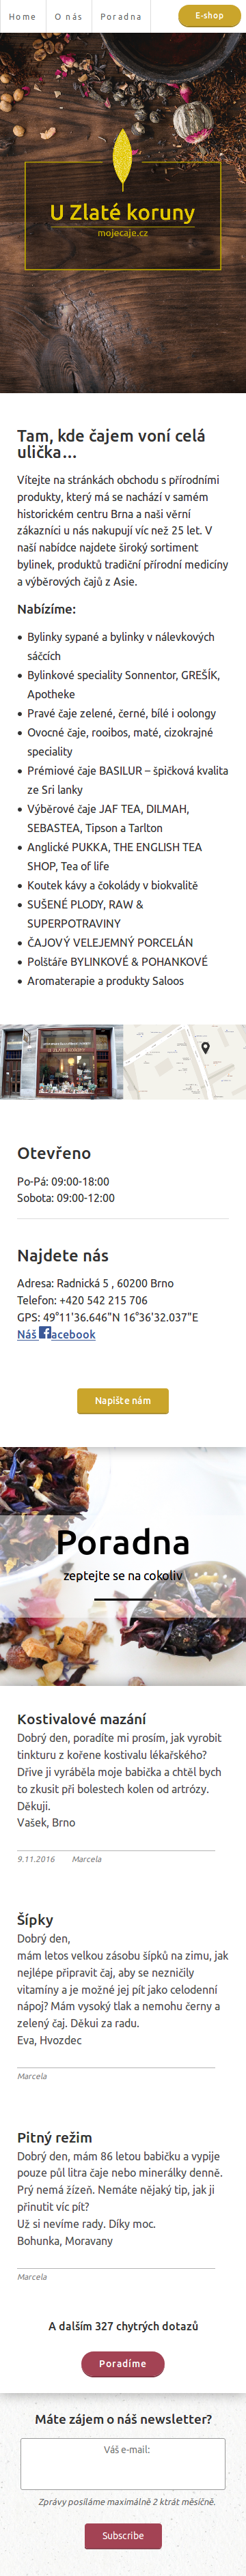 Home
O nás
Poradna
E-shop
U Zlaté koruny
mojecaje.cz
Tam, kde čajem voní celá
ulička...
Vítejte na stránkách obchodu s přírodními
produkty, který má se nachází v samém
historickém centru Brna a naši věrní
zákazníci u nás nakupují víc než 25 let. V
naší nabídce najdete široký sortiment
bylinek, produktů tradiční přírodní medicíny
a výběrových čajů z Asie.
Nabízíme:
Bylinky sypané a bylinky v nálevkových
sáčcích
Bylinkové speciality Sonnentor, GREŠÍK,
Apotheke
Pravé čaje zelené, černé, bílé i oolongy
Ovocné čaje, rooibos, maté, cizokrajné
speciality
Prémiové čaje BASILUR – špičková kvalita
ze Sri lanky
Výběrové čaje JAF TEA, DILMAH,
SEBASTEA, Tipson a Tarlton
Anglické PUKKA, THE ENGLISH TEA
SHOP, Tea of life
Koutek kávy a čokolády v biokvalitě
SUŠENÉ PLODY, RAW &
SUPERPOTRAVINY
ČAJOVÝ VELEJEMNÝ PORCELÁN
Polštáře BYLINKOVÉ & POHANKOVÉ
Aromaterapie a produkty Saloos
Otevřeno
Po-Pá: 09:00-18:00
Sobota: 09:00-12:00
Najdete nás
Adresa: Radnická 5 , 60200 Brno
Telefon: +420 542 215 706
GPS: 49°11'36.646"N 16°36'32.037"E
Náš facebook
Napište nám
Poradna
zeptejte se na cokoliv
Kostivalové mazání
Dobrý den, poradíte mi prosím, jak vyrobit
tinkturu z kořene kostivalu lékařského?
Dříve ji vyráběla moje babička a chtěl bych
to zkusit při bolestech kolen od artrózy.
Děkuji.
Vašek, Brno
9.11.2016 Marcela
Šípky
Dobrý den,
mám letos velkou zásobu šípků na zimu, jak
nejlépe připravit čaj, aby se nezničily
vitamíny a je možné jej pít jako celodenní
nápoj? Mám vysoký tlak a nemohu černy a
zelený čaj. Děkui za radu.
Eva, Hvozdec
Marcela
Pitný režim
Dobrý den, mám 86 letou babičku a vypije
pouze půl litra čaje nebo minerálky denně.
Prý nemá žízeň. Nemáte nějaký tip, jak ji
přinutit víc pít?
Už si nevíme rady. Díky moc.
Bohunka, Moravany
Marcela
A dalším 327 chytrých dotazů
Poradíme
Máte zájem o náš newsletter?
Váš e-mail:
Zprávy posíláme maximálně 2 ktrát měsíčně.
Subscribe